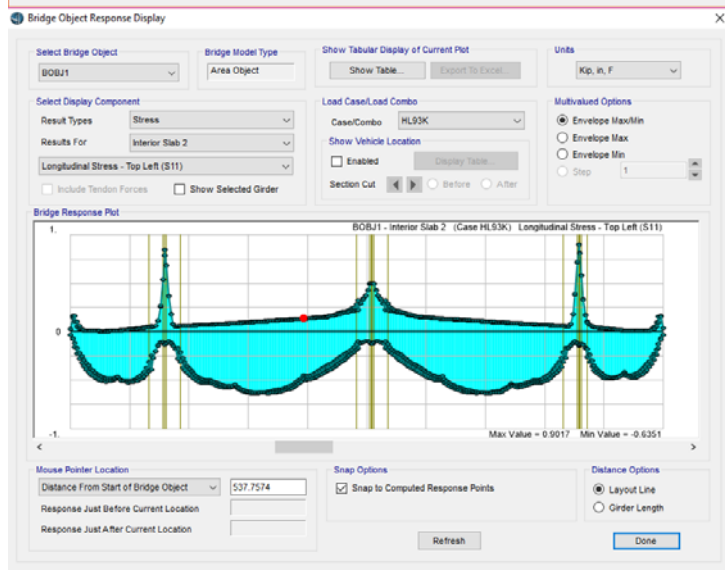 Bridge Object Response Display
Select Bridge Object
BOBJ1
Bridge Model Type
Area Object
Show Tabular Display of Current Plot
Show Table...
Export To Excel...
Units
Kip, in, F
Select Display Component
Result Types
Stress
Results For
Interior Slab 2
Longitudinal Stress - Top Left (S11)
Include Tendon Forces
Show Selected Girder
Load Case/Load Combo
Case/Combo
HL93K
Show Vehicle Location
Enabled
Display Table...
Section Cut
Before
After
Multivalued Options
Envelope Max/Min
Envelope Max
Envelope Min
Step
1
Bridge Response Plot
1.
BOBJ1 - Interior Slab 2 (Case HL93K) Longitudinal Stress - Top Left (S11)
0
-1.
Max Value = 0.9017 Min Value = -0.6351
Mouse Pointer Location
Distance From Start of Bridge Object
537.7574
Response Just Before Current Location
Response Just After Current Location
Snap Options
Snap to Computed Response Points
Distance Options
Layout Line
Girder Length
Refresh
Done